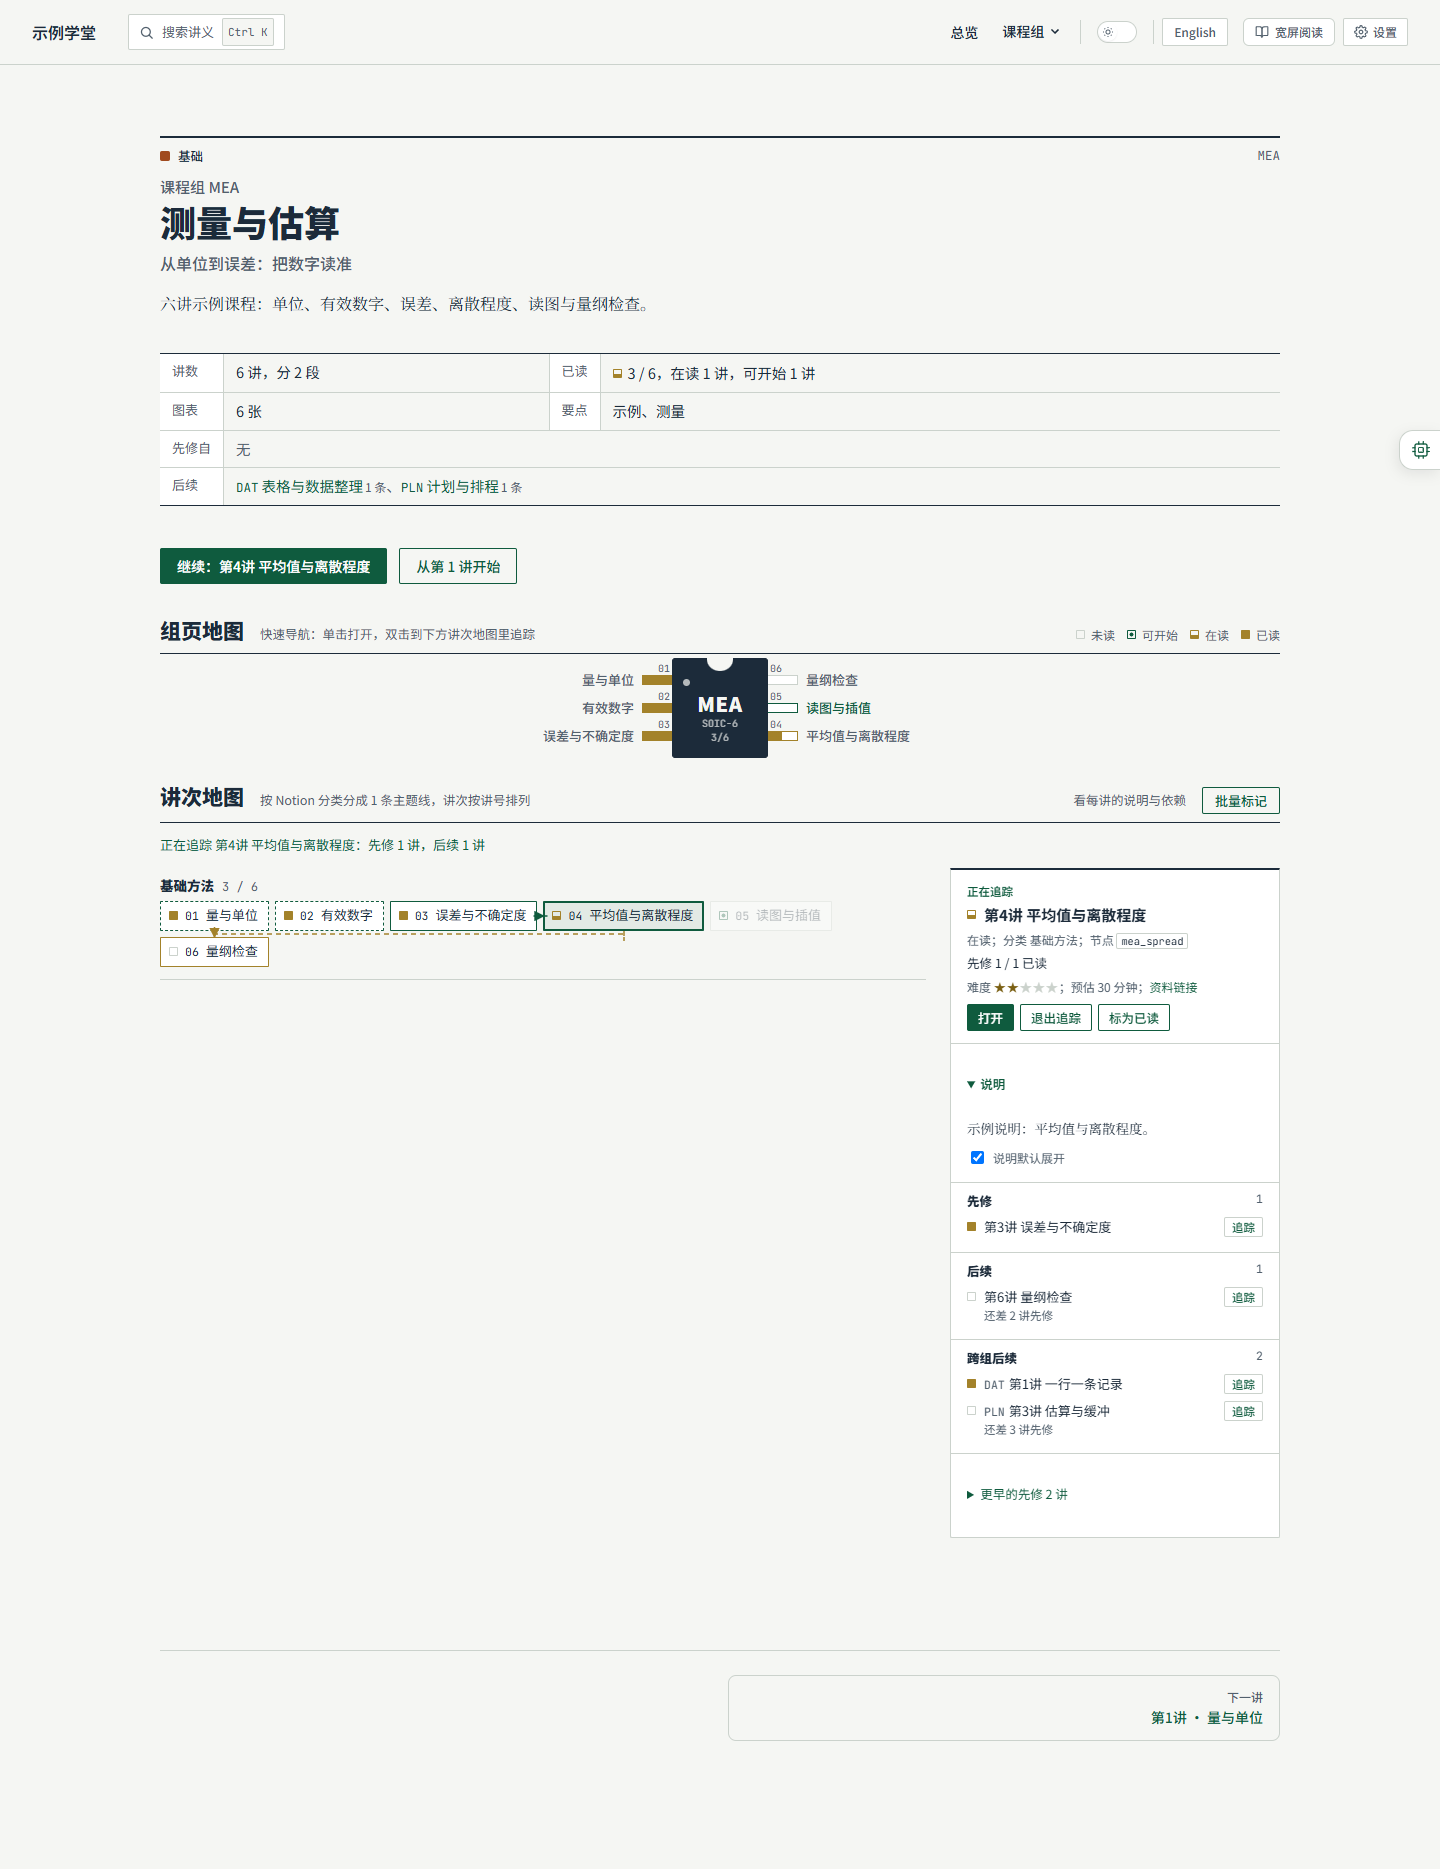 示例学堂
搜索讲义 Ctrl K
总览 课程组 English 宽屏阅读 设置
基础 MEA
课程组 MEA
测量与估算
从单位到误差：把数字读准
六讲示例课程：单位、有效数字、误差、离散程度、读图与量纲检查。
讲数 6 讲，分 2 段 已读 3 / 6，在读 1 讲，可开始 1 讲
图表 6 张 要点 示例、测量
先修自 无
后续 DAT 表格与数据整理 1 条、PLN 计划与排程 1 条
继续：第4讲 平均值与离散程度 从第 1 讲开始
组页地图 快速导航：单击打开，双击到下方讲次地图里追踪 未读 可开始 在读 已读
量与单位 01 06 量纲检查
有效数字 02 05 读图与插值
误差与不确定度 03 04 平均值与离散程度
MEA
SOIC-6
3/6
讲次地图 按 Notion 分类分成 1 条主题线，讲次按讲号排列 看每讲的说明与依赖 批量标记
正在追踪 第4讲 平均值与离散程度：先修 1 讲，后续 1 讲
基础方法 3 / 6
01 量与单位 02 有效数字 03 误差与不确定度 04 平均值与离散程度 05 读图与插值
06 量纲检查
正在追踪
第4讲 平均值与离散程度
在读；分类 基础方法；节点 mea_spread
先修 1 / 1 已读
难度 ★★★★★；预估 30 分钟；资料链接
打开 退出追踪 标为已读
说明
示例说明：平均值与离散程度。
说明默认展开
先修 1
第3讲 误差与不确定度 追踪
后续 1
第6讲 量纲检查 追踪
还差 2 讲先修
跨组后续 2
DAT 第1讲 一行一条记录 追踪
PLN 第3讲 估算与缓冲 追踪
还差 3 讲先修
更早的先修 2 讲
下一讲
第1讲 · 量与单位